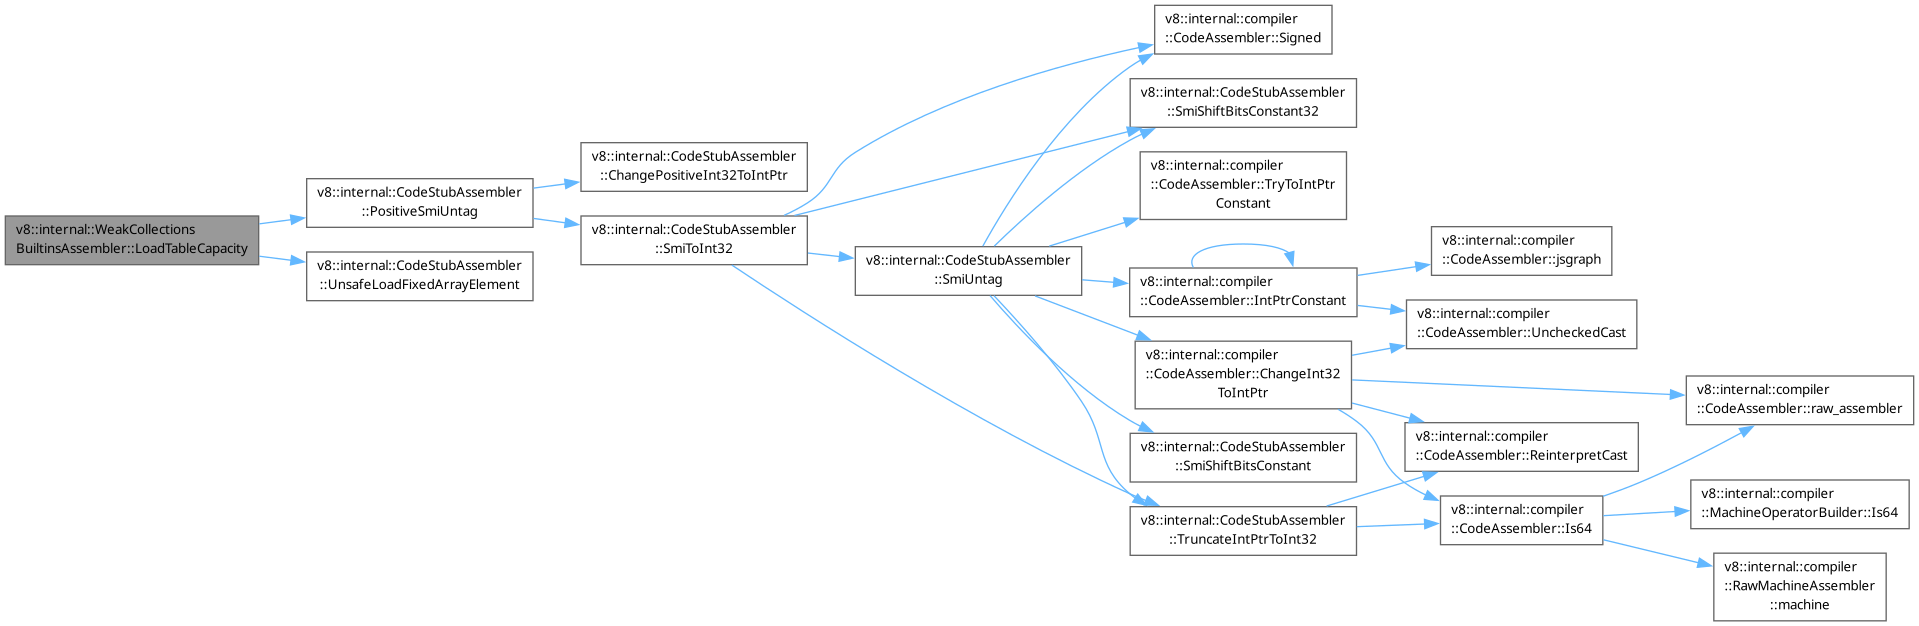 v8::internal::WeakCollections
BuiltinsAssembler::LoadTableCapacity
v8::internal::CodeStubAssembler
::PositiveSmiUntag
v8::internal::CodeStubAssembler
::UnsafeLoadFixedArrayElement
v8::internal::CodeStubAssembler
::ChangePositiveInt32ToIntPtr
v8::internal::CodeStubAssembler
::SmiToInt32
v8::internal::CodeStubAssembler
::SmiUntag
v8::internal::compiler
::CodeAssembler::Signed
v8::internal::CodeStubAssembler
::SmiShiftBitsConstant32
v8::internal::compiler
::CodeAssembler::TryToIntPtr
Constant
v8::internal::compiler
::CodeAssembler::IntPtrConstant
v8::internal::compiler
::CodeAssembler::ChangeInt32
ToIntPtr
v8::internal::CodeStubAssembler
::SmiShiftBitsConstant
v8::internal::CodeStubAssembler
::TruncateIntPtrToInt32
v8::internal::compiler
::CodeAssembler::jsgraph
v8::internal::compiler
::CodeAssembler::UncheckedCast
v8::internal::compiler
::CodeAssembler::ReinterpretCast
v8::internal::compiler
::CodeAssembler::Is64
v8::internal::compiler
::CodeAssembler::raw_assembler
v8::internal::compiler
::MachineOperatorBuilder::Is64
v8::internal::compiler
::RawMachineAssembler
::machine